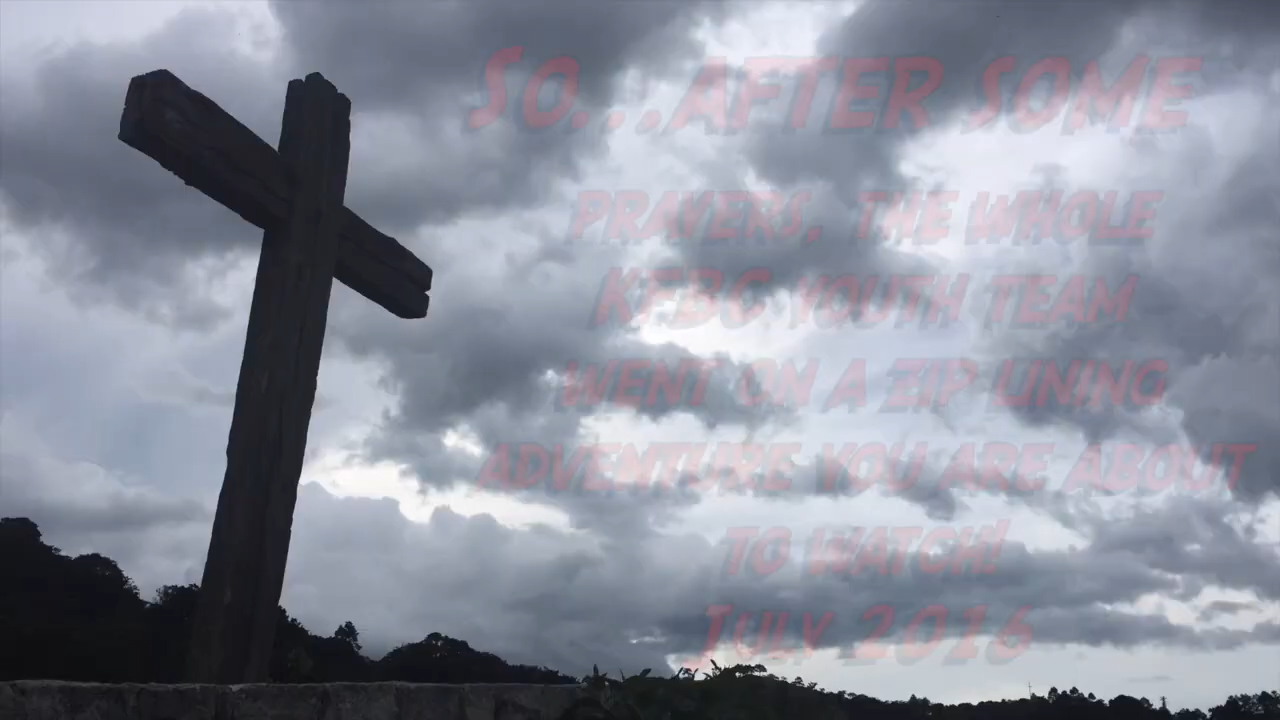 So...after some
prayers, the whole
KFBC youth team
went on a zip lining
adventure you are about
to watch!
July 2016